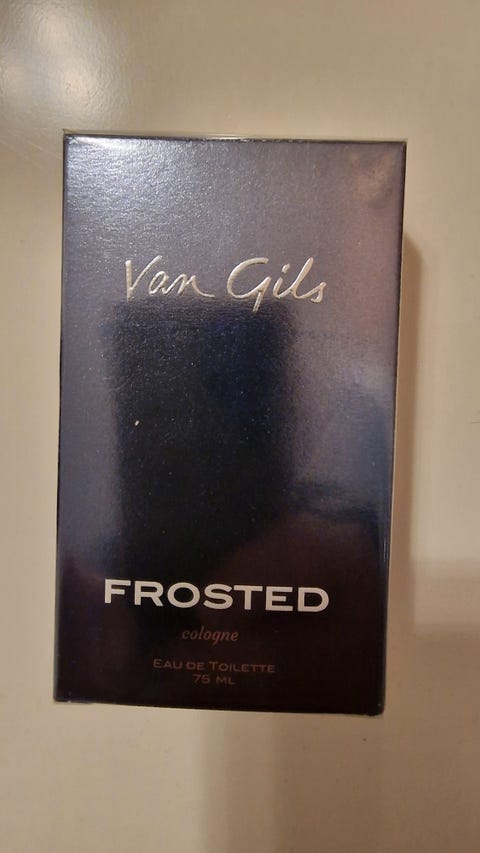 Van Gils
FROSTED
cologne
EAU DE TOILETTE
75 ML